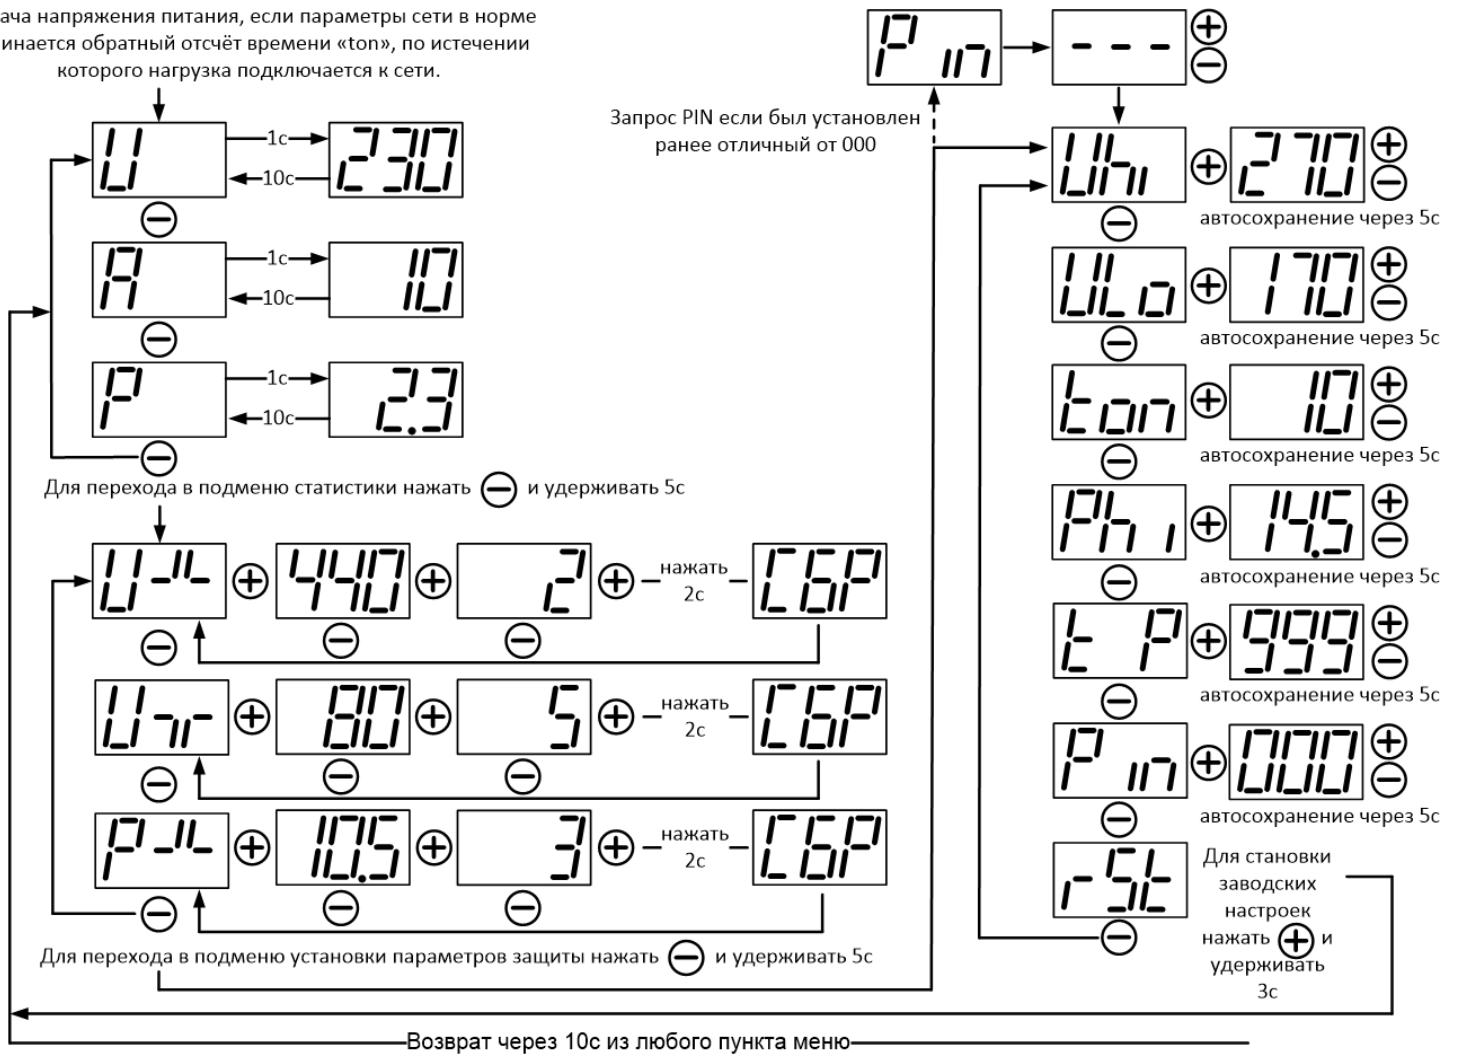 ача напряжения питания, если параметры сети в норме
инается обратный отсчёт времени «ton», по истечении
которого нагрузка подключается к сети.
U 1с 230
10с
A 1с 10
10с
P 1с 2.3
10с
Для перехода в подменю статистики нажать и удерживать 5с
U 440 2 нажать
2с
СБР
U 80 5 нажать
2с
СБР
P 10.5 3 нажать
2с
СБР
Для перехода в подменю установки параметров защиты нажать и удерживать 5с
Pin - - -
Запрос PIN если был установлен
ранее отличный от 000
Uhi 270
автосохранение через 5с
ULo 170
автосохранение через 5с
ton 10
автосохранение через 5с
Phi 14.5
автосохранение через 5с
t P 999
автосохранение через 5с
Pin 000
автосохранение через 5с
rSt
Для становки
заводских
настроек
нажать и
удерживать
3с
Возврат через 10с из любого пункта меню